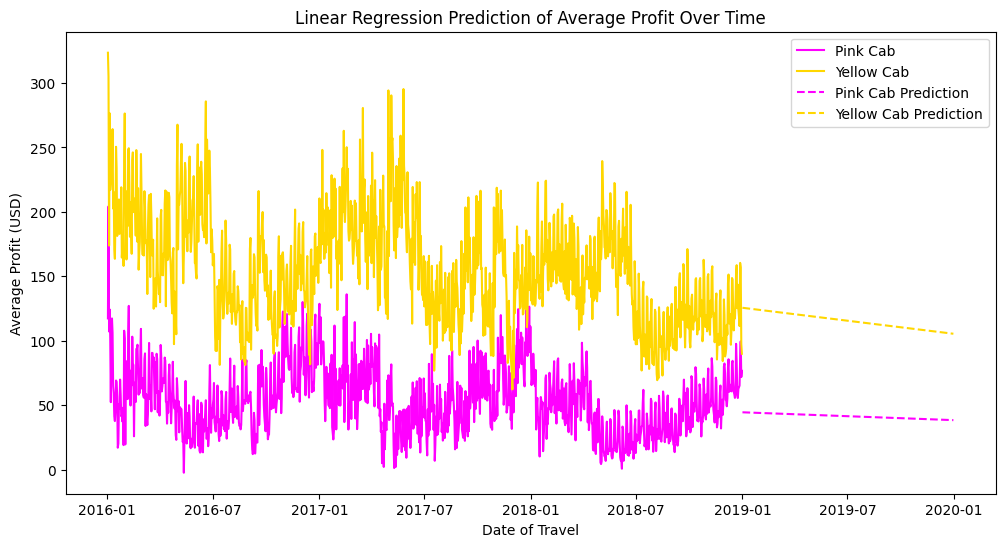 Linear Regression Prediction of Average Profit Over Time
Pink Cab
Yellow Cab
Pink Cab Prediction
Yellow Cab Prediction
Average Profit (USD)
300
250
200
150
100
50
0
2016-01 2016-07 2017-01 2017-07 2018-01 2018-07 2019-01 2019-07 2020-01
Date of Travel